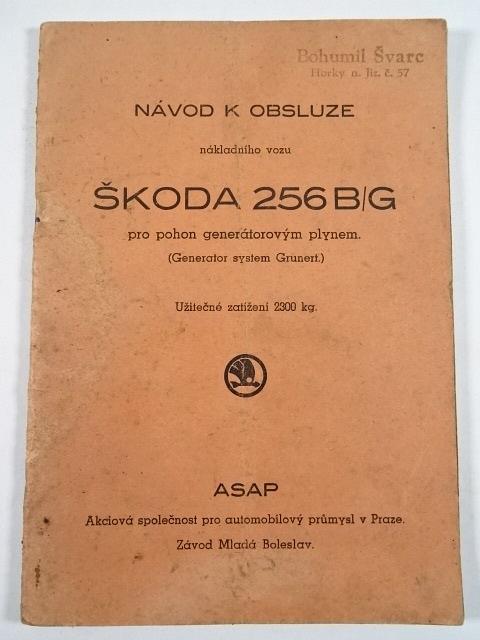 Bohumil Švarc
Horky n. Jiz. č. 57
NÁVOD K OBSLUZE
nákladního vozu
ŠKODA 256 B/G
pro pohon generátorovým plynem.
(Generator system Grunert.)
Užitečné zatížení 2300 kg.
ASAP
Akciová společnost pro automobilový průmysl v Praze.
Závod Mladá Boleslav.